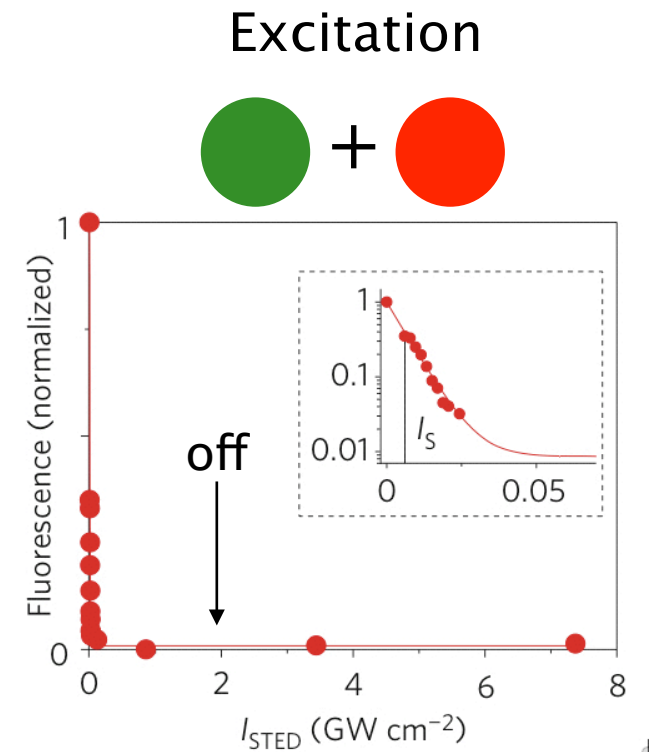 Excitation
+
1
Fluorescence (normalized)
0
off
0 2 4 6 8
I_STED (GW cm⁻²)
1
0.1
0.01
I_S
0 0.05